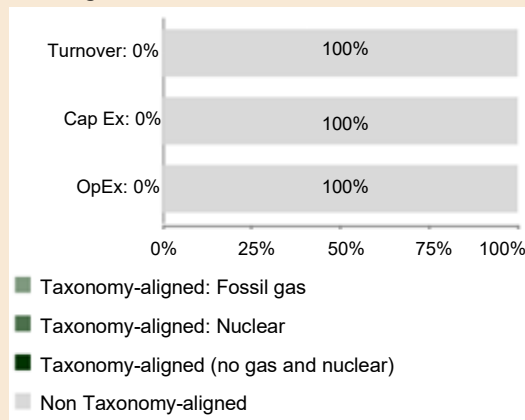 Turnover: 0% 100%
Cap Ex: 0% 100%
OpEx: 0% 100%
0% 25% 50% 75% 100%
Taxonomy-aligned: Fossil gas
Taxonomy-aligned: Nuclear
Taxonomy-aligned (no gas and nuclear)
Non Taxonomy-aligned